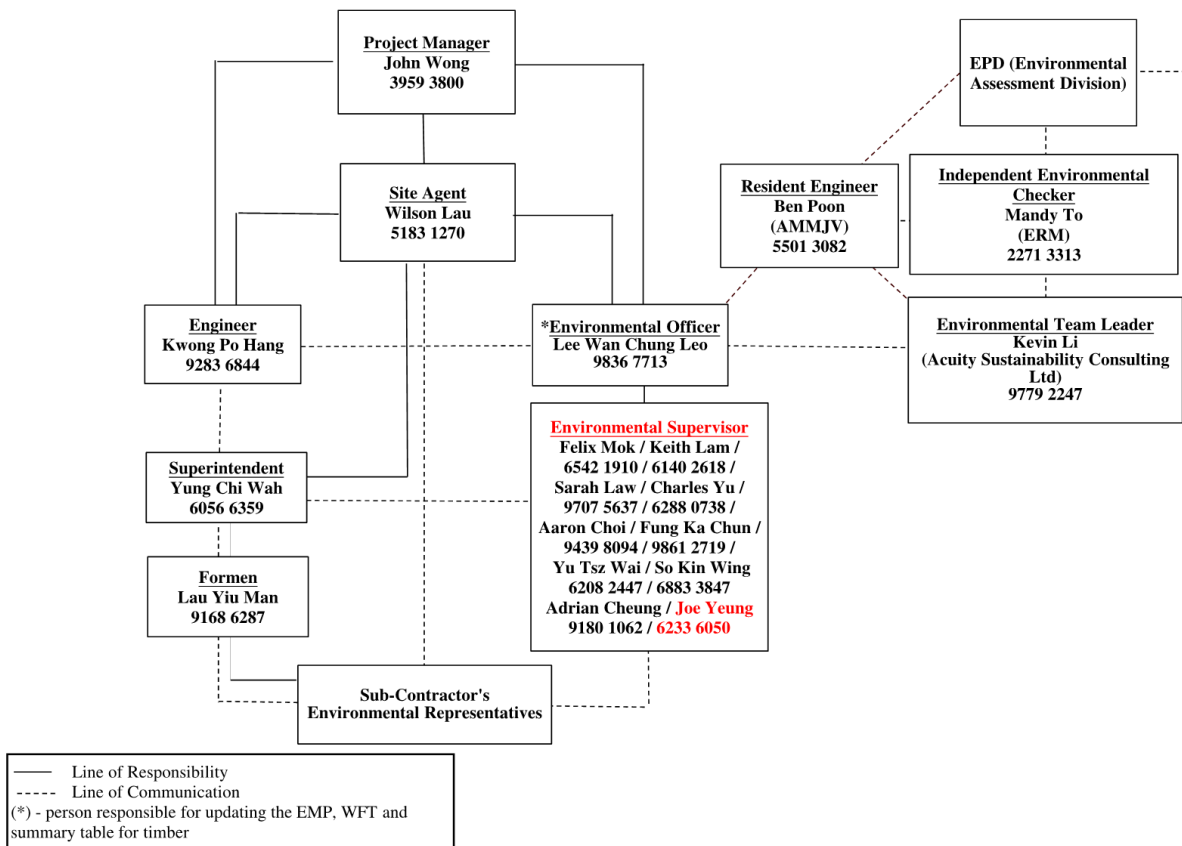 Project Manager
John Wong
3959 3800
EPD (Environmental
Assessment Division)
Site Agent
Wilson Lau
5183 1270
Resident Engineer
Ben Poon
(AMMJV)
5501 3082
Independent Environmental
Checker
Mandy To
(ERM)
2271 3313
Engineer
Kwong Po Hang
9283 6844
*Environmental Officer
Lee Wan Chung Leo
9836 7713
Environmental Team Leader
Kevin Li
(Acuity Sustainability Consulting
Ltd)
9779 2247
Environmental Supervisor
Felix Mok / Keith Lam /
6542 1910 / 6140 2618 /
Sarah Law / Charles Yu /
9707 5637 / 6288 0738 /
Aaron Choi / Fung Ka Chun /
9439 8094 / 9861 2719 /
Yu Tsz Wai / So Kin Wing
6208 2447 / 6883 3847
Adrian Cheung / Joe Yeung
9180 1062 / 6233 6050
Superintendent
Yung Chi Wah
6056 6359
Formen
Lau Yiu Man
9168 6287
Sub-Contractor's
Environmental Representatives
Line of Responsibility
Line of Communication
(*) - person responsible for updating the EMP, WFT and
summary table for timber